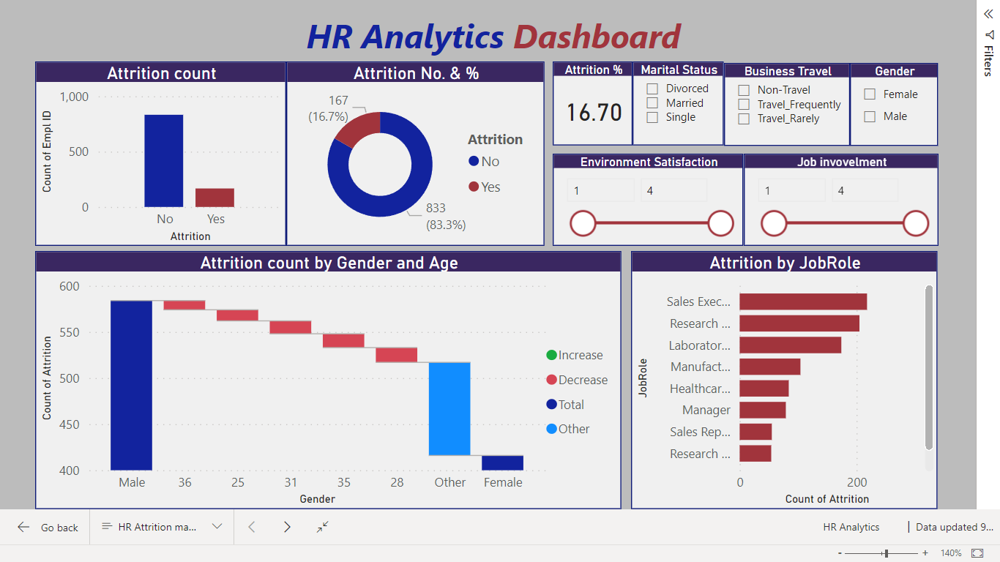 HR Analytics Dashboard
Filters
Attrition count
Count of Empl ID
1,000
500
0
No
Yes
Attrition
Attrition No. & %
167
(16.7%)
833
(83.3%)
Attrition
No
Yes
Attrition %
16.70
Marital Status
Divorced
Married
Single
Business Travel
Non-Travel
Travel_Frequently
Travel_Rarely
Gender
Female
Male
Environment Satisfaction
1
4
Job invovelment
1
4
Attrition count by Gender and Age
Count of Attrition
600
550
500
450
400
Male
36
25
31
35
28
Other
Female
Gender
Increase
Decrease
Total
Other
Attrition by JobRole
JobRole
Sales Exec...
Research ...
Laborator...
Manufact...
Healthcar...
Manager
Sales Rep...
Research ...
0
200
Count of Attrition
Go back
HR Attrition ma...
HR Analytics
| Data updated 9...
- + 140%